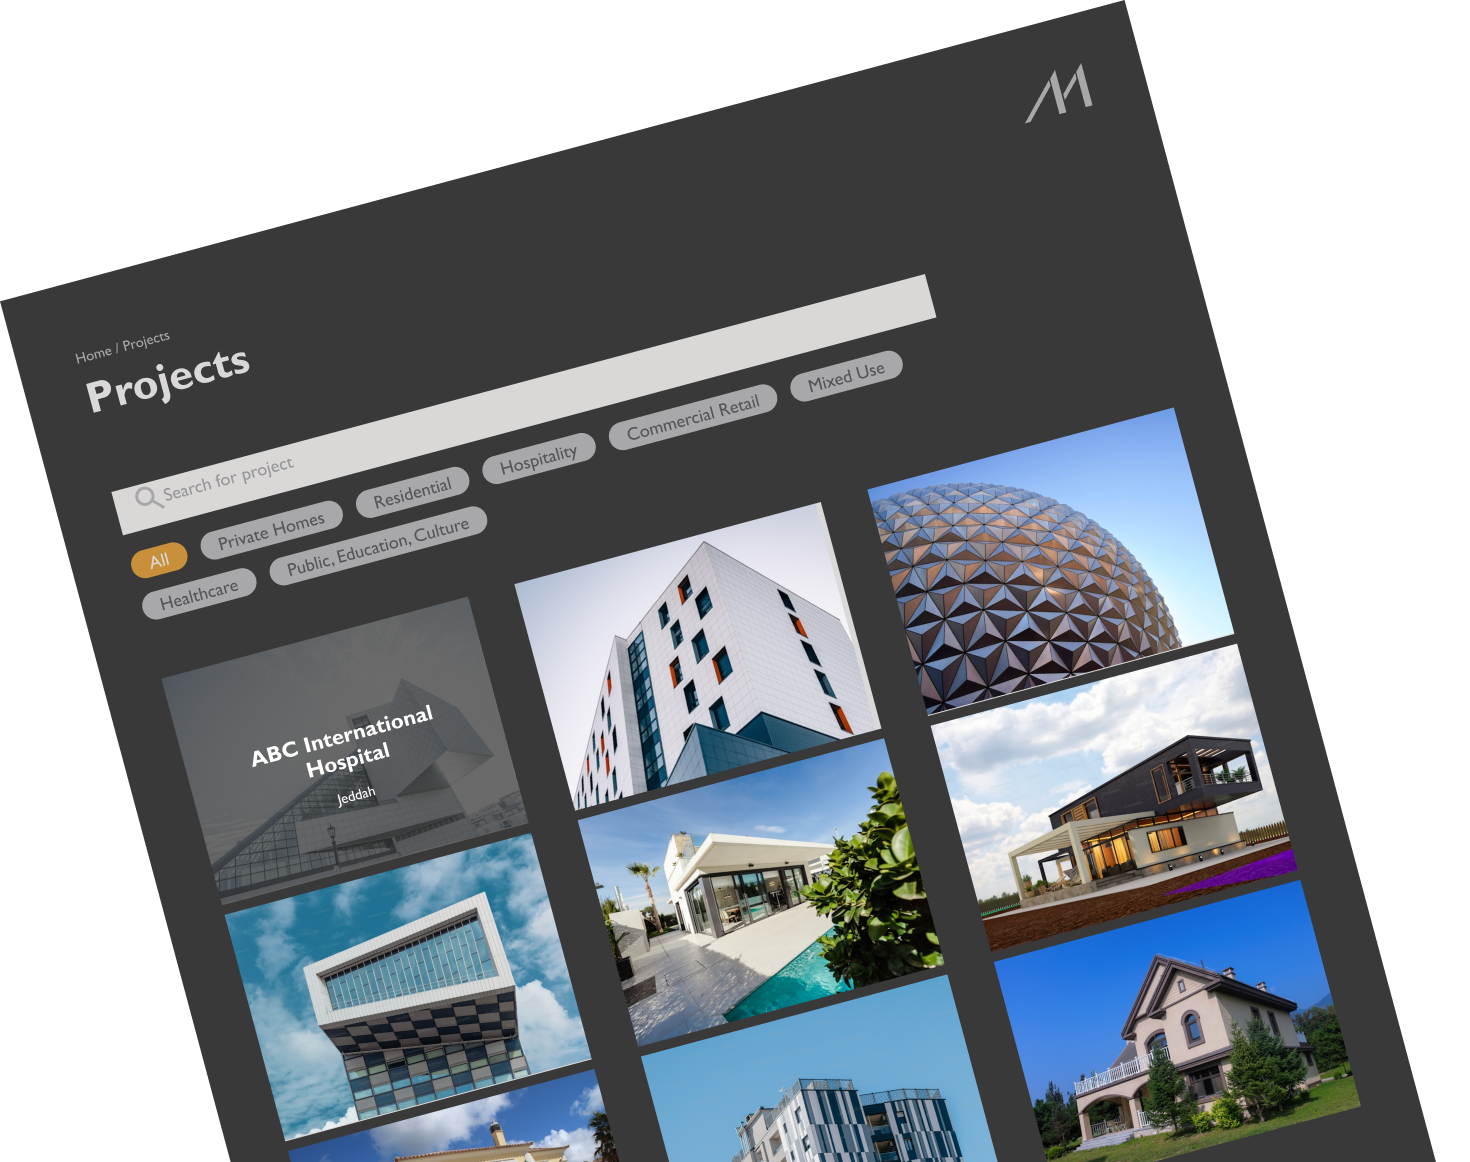 Home / Projects
Projects
Search for project
All
Private Homes
Residential
Hospitality
Commercial Retail
Mixed Use
Healthcare
Public, Education, Culture
ABC International
Hospital
Jeddah